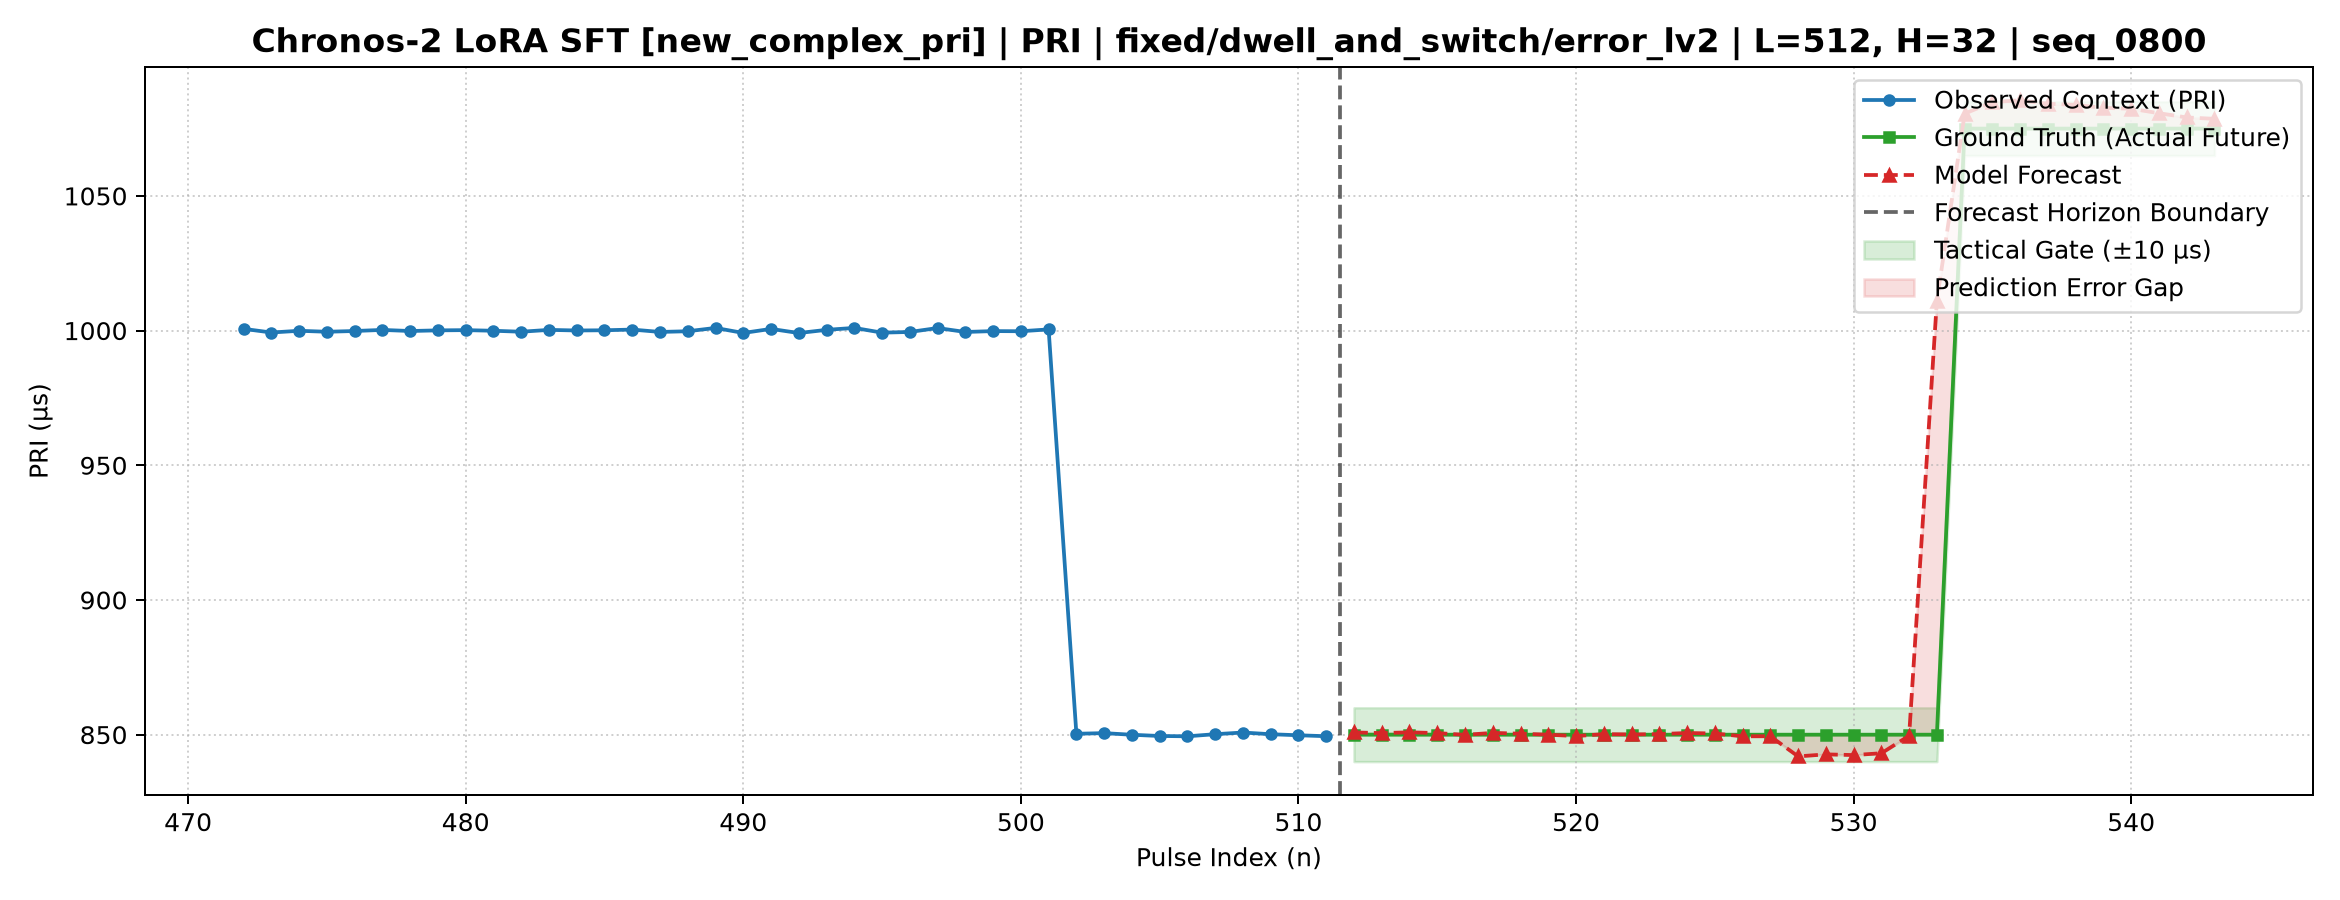 Chronos-2 LoRA SFT [new_complex_pri] | PRI | fixed/dwell_and_switch/error_lv2 | L=512, H=32 | seq_0800
Observed Context (PRI)
Ground Truth (Actual Future)
Model Forecast
Forecast Horizon Boundary
Tactical Gate (±10 µs)
Prediction Error Gap
PRI (µs)
1050
1000
950
900
850
470 480 490 500 510 520 530 540
Pulse Index (n)